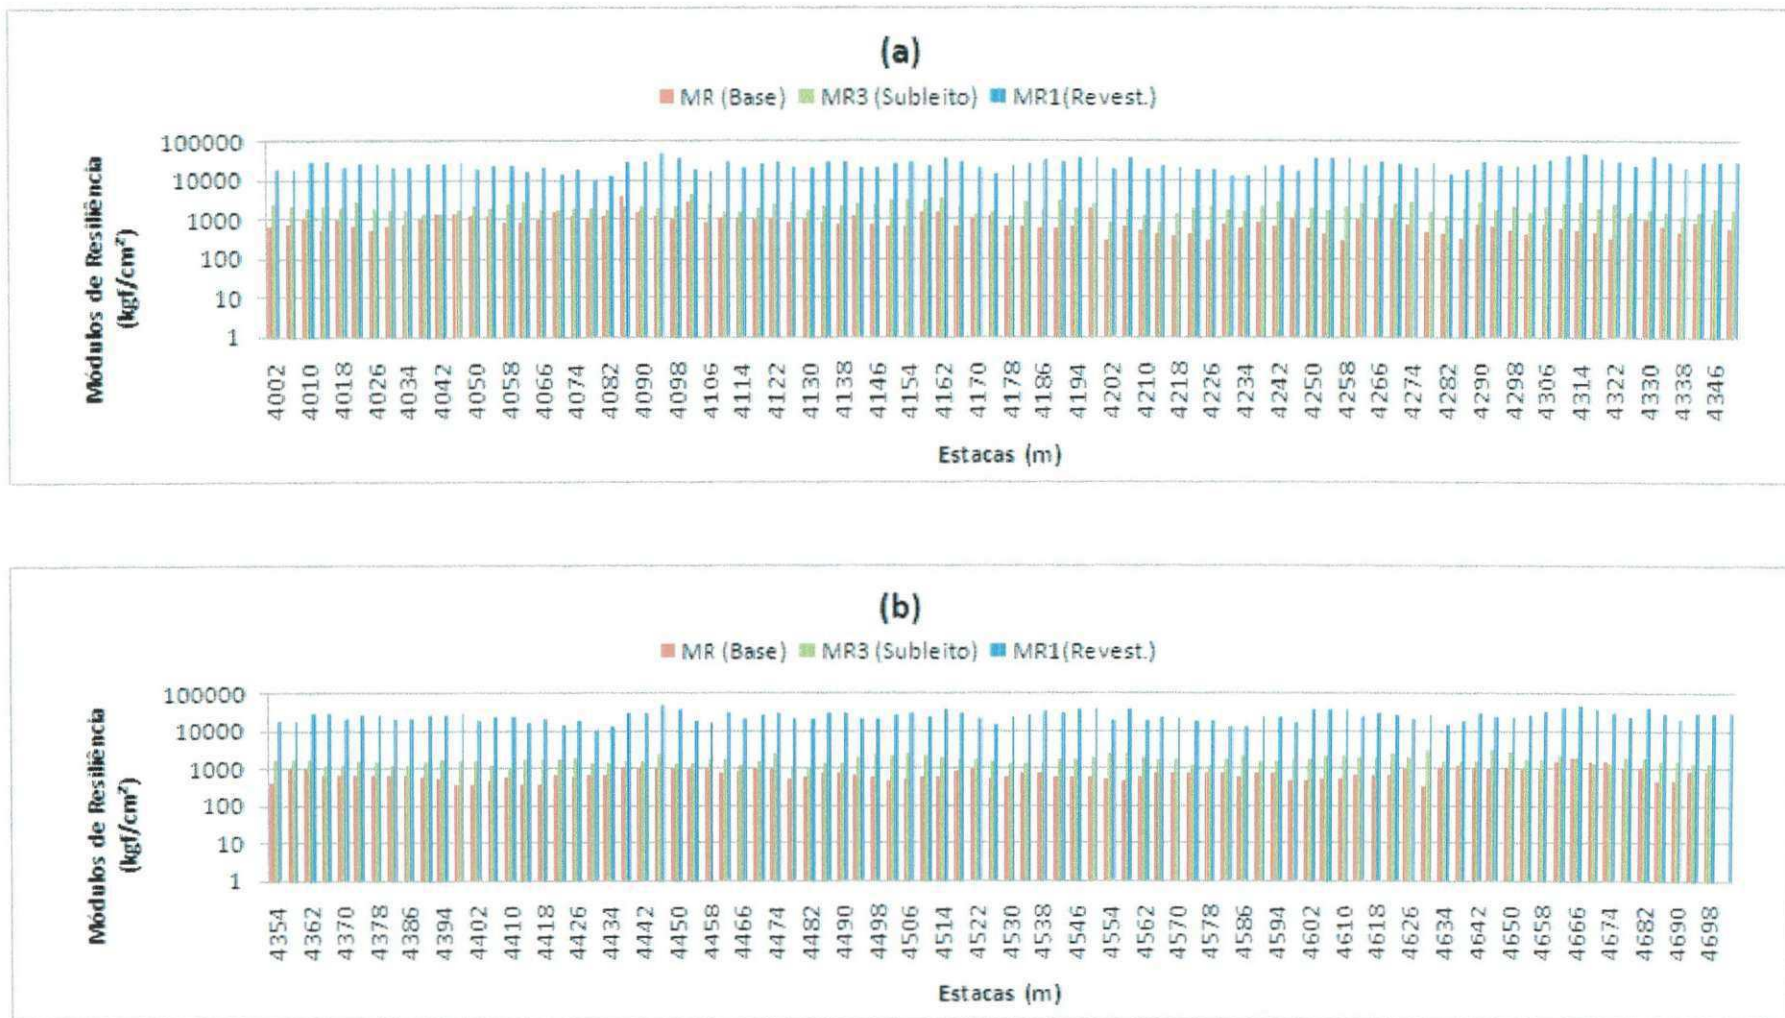 (a)
MR (Base) MR3 (Subleito) MR1(Revest.)
Módulos de Resiliência
(kgf/cm²)
100000
10000
1000
100
10
1
4002 4010 4018 4026 4034 4042 4050 4058 4066 4074 4082 4090 4098 4106 4114 4122 4130 4138 4146 4154 4162 4170 4178 4186 4194 4202 4210 4218 4226 4234 4242 4250 4258 4266 4274 4282 4290 4298 4306 4314 4322 4330 4338 4346
Estacas (m)
(b)
MR (Base) MR3 (Subleito) MR1(Revest.)
Módulos de Resiliência
(kgf/cm²)
100000
10000
1000
100
10
1
4354 4362 4370 4378 4386 4394 4402 4410 4418 4426 4434 4442 4450 4458 4466 4474 4482 4490 4498 4506 4514 4522 4530 4538 4546 4554 4562 4570 4578 4586 4594 4602 4610 4618 4626 4634 4642 4650 4658 4666 4674 4682 4690 4698
Estacas (m)